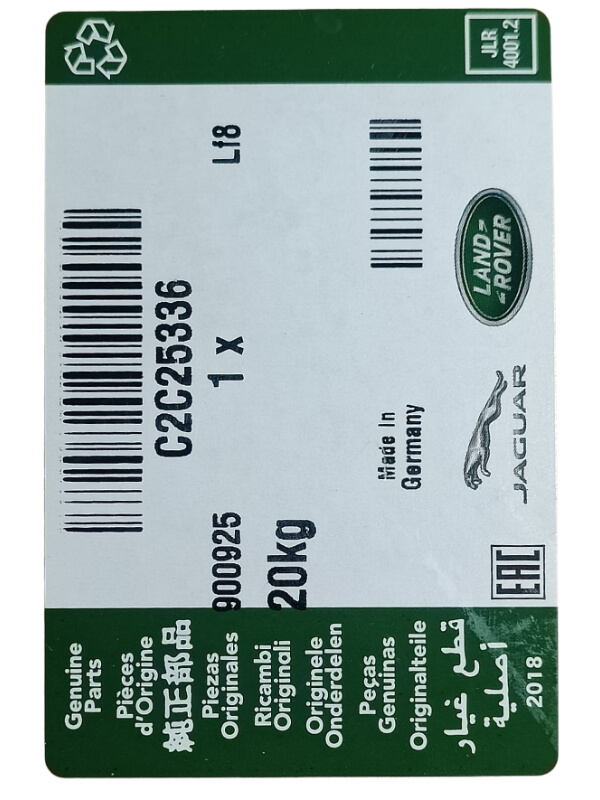 Genuine
Parts
Pièces
d'Origine
純正部品
Piezas
Originales
Ricambi
Originali
Originele
Onderdelen
Peças
Genuinas
Originalteile
قطع غيار
أصلية
2018
C2C25336
900925
1 x
Lf8
20kg
Made In
Germany
EAC
JAGUAR
LAND
ROVER
JLR
4001.2